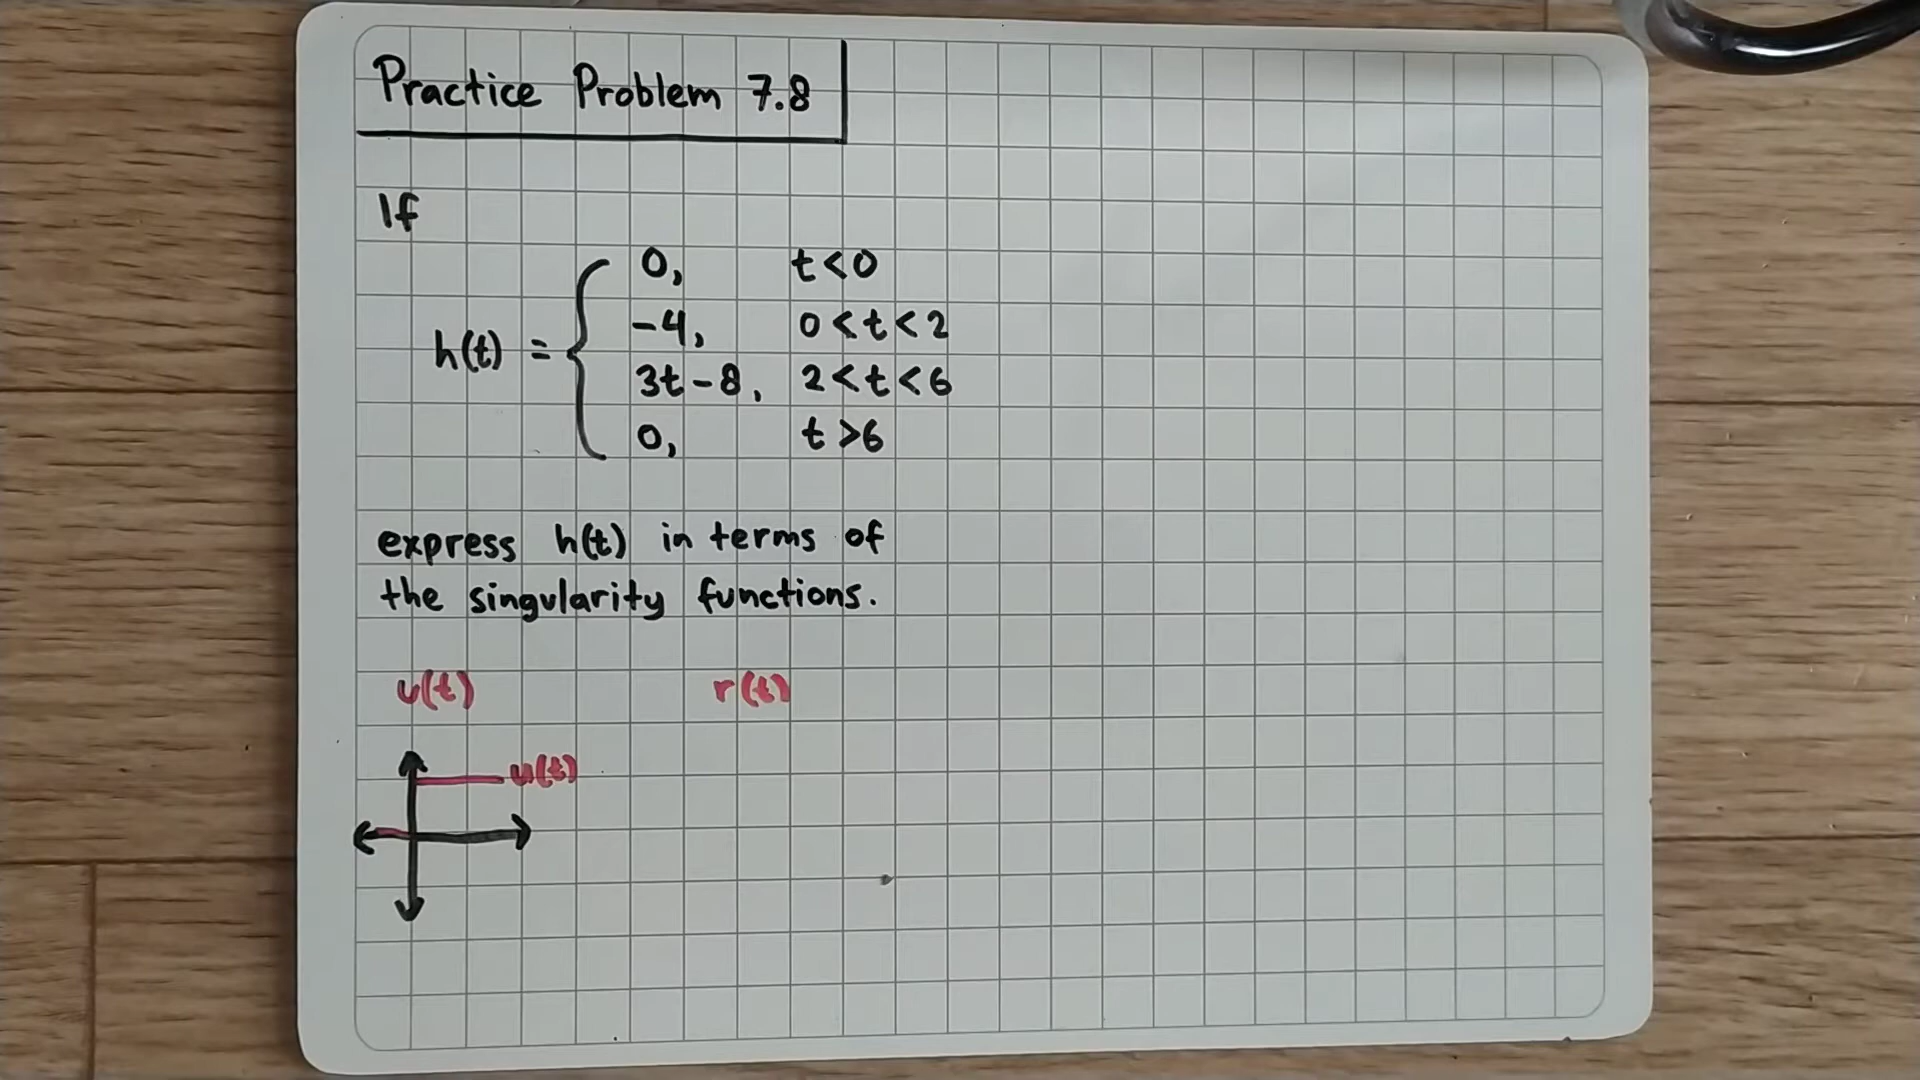 Practice Problem 7.8
If
0, t<0
-4, 0<t<2
h(t) = { 3t-8, 2<t<6
0, t>6
express h(t) in terms of
the singularity functions.
u(t) r(t)
u(t)